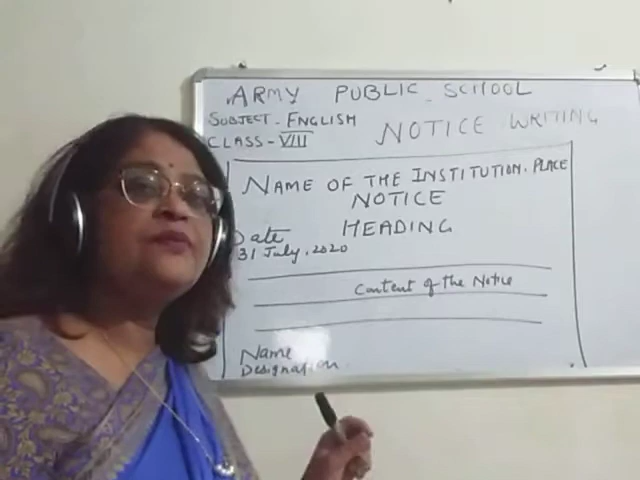 ARMY PUBLIC SCHOOL
SUBJECT- ENGLISH
CLASS- VIII
NOTICE WRITING
NAME OF THE INSTITUTION. PLACE
NOTICE
Date
HEADING
31 July, 2020
Content of the Notice
Name
Designation